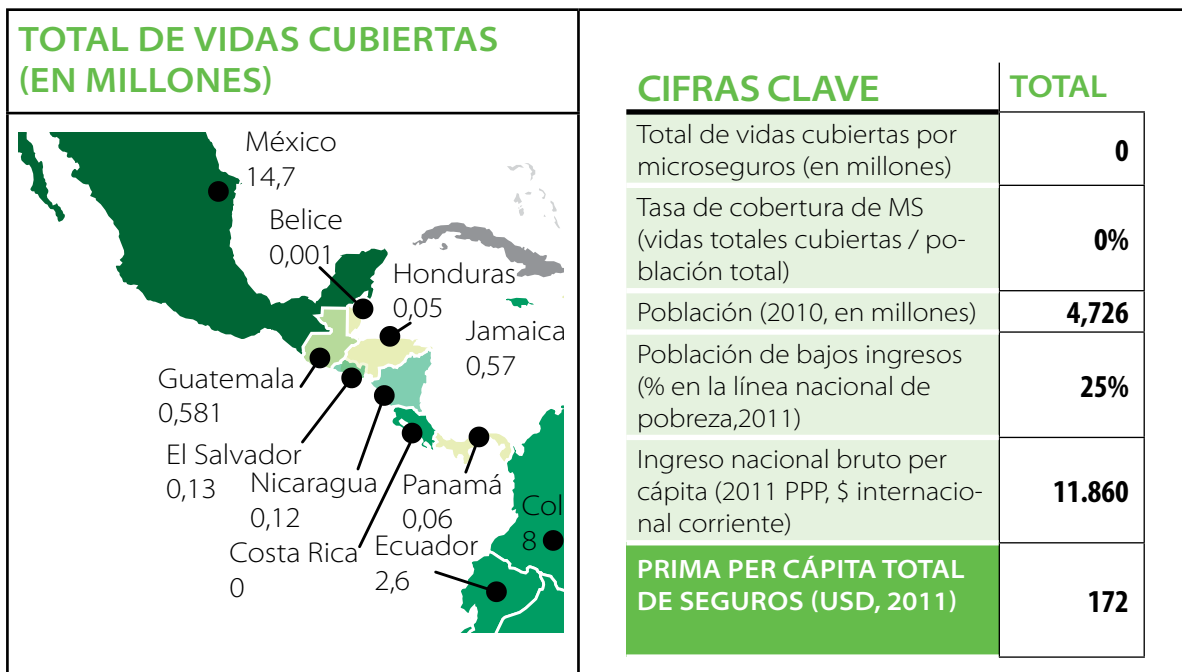 TOTAL DE VIDAS CUBIERTAS
(EN MILLONES)
México
14,7
Belice
0,001
Honduras
0,05
Jamaica
0,57
Guatemala
0,581
El Salvador
0,13
Nicaragua
0,12
Panamá
0,06
Costa Rica
0
Ecuador
2,6
Col
8
CIFRAS CLAVE
TOTAL
Total de vidas cubiertas por
microseguros (en millones)
0
Tasa de cobertura de MS
(vidas totales cubiertas / po-
blación total)
0%
Población (2010, en millones)
4,726
Población de bajos ingresos
(% en la línea nacional de
pobreza,2011)
25%
Ingreso nacional bruto per
cápita (2011 PPP, $ internacio-
nal corriente)
11.860
PRIMA PER CÁPITA TOTAL
DE SEGUROS (USD, 2011)
172